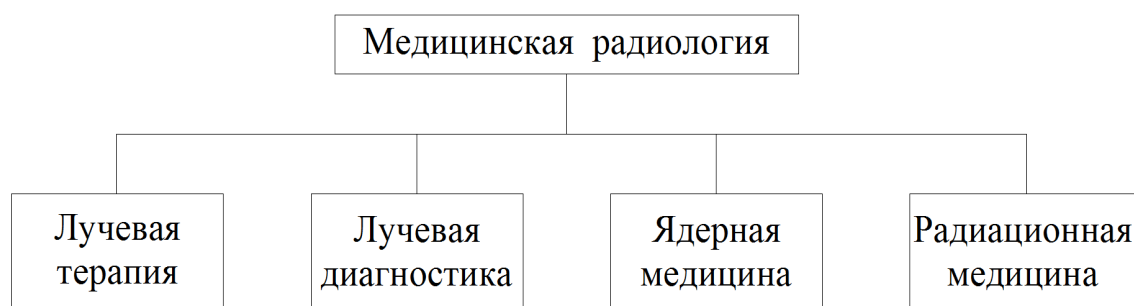 Медицинская радиология
Лучевая
терапия
Лучевая
диагностика
Ядерная
медицина
Радиационная
медицина